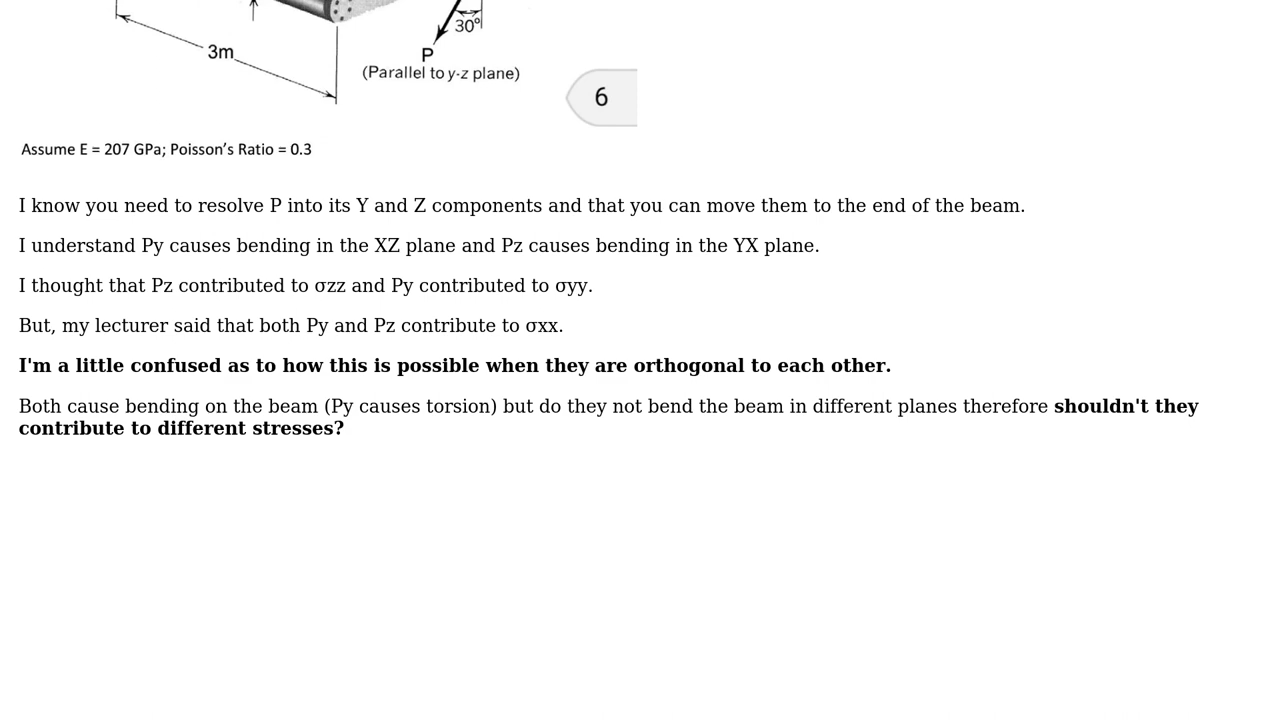 30º
3m
P
(Parallel to y-z plane)
6
Assume E = 207 GPa; Poisson’s Ratio = 0.3
I know you need to resolve P into its Y and Z components and that you can move them to the end of the beam.
I understand Py causes bending in the XZ plane and Pz causes bending in the YX plane.
I thought that Pz contributed to σzz and Py contributed to σyy.
But, my lecturer said that both Py and Pz contribute to σxx.
I'm a little confused as to how this is possible when they are orthogonal to each other.
Both cause bending on the beam (Py causes torsion) but do they not bend the beam in different planes therefore shouldn't they
contribute to different stresses?